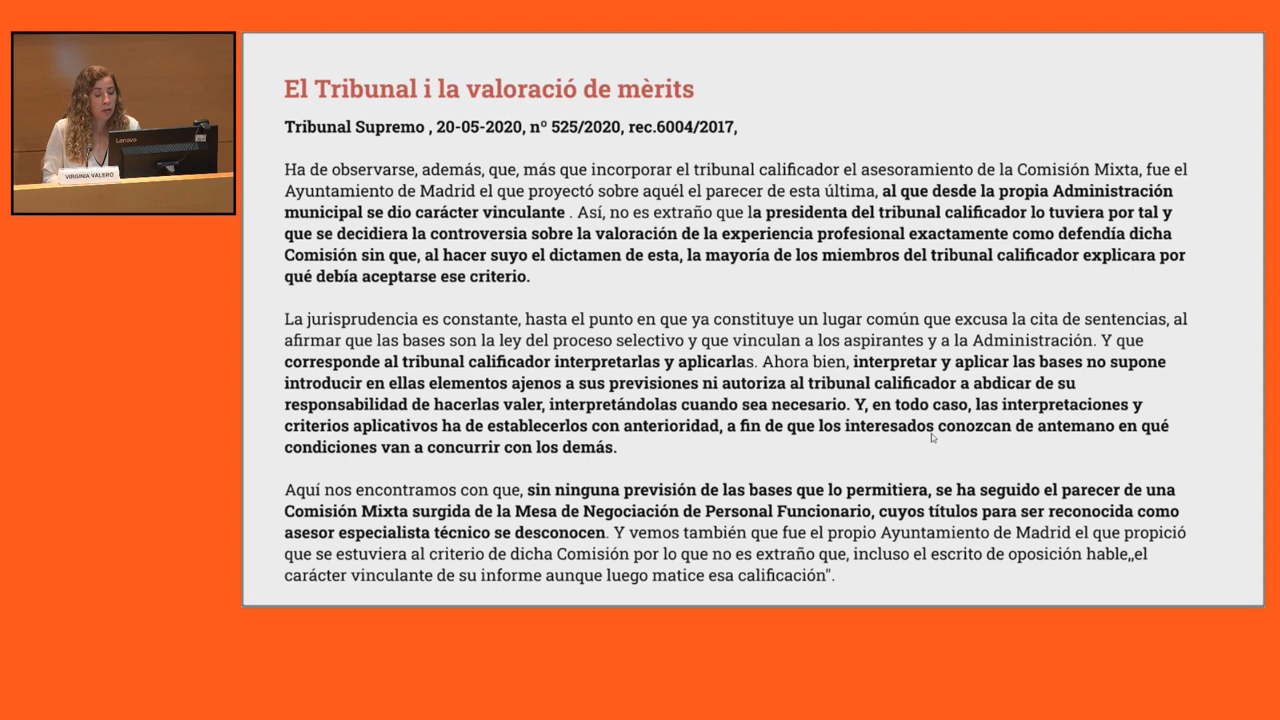 Lenovo
VIRGINIA VALERO
El Tribunal i la valoració de mèrits
Tribunal Supremo , 20-05-2020, nº 525/2020, rec.6004/2017,
Ha de observarse, además, que, más que incorporar el tribunal calificador el asesoramiento de la Comisión Mixta, fue el
Ayuntamiento de Madrid el que proyectó sobre aquél el parecer de esta última, al que desde la propia Administración
municipal se dio carácter vinculante . Así, no es extraño que la presidenta del tribunal calificador lo tuviera por tal y
que se decidiera la controversia sobre la valoración de la experiencia profesional exactamente como defendía dicha
Comisión sin que, al hacer suyo el dictamen de esta, la mayoría de los miembros del tribunal calificador explicara por
qué debía aceptarse ese criterio.
La jurisprudencia es constante, hasta el punto en que ya constituye un lugar común que excusa la cita de sentencias, al
afirmar que las bases son la ley del proceso selectivo y que vinculan a los aspirantes y a la Administración. Y que
corresponde al tribunal calificador interpretarlas y aplicarlas. Ahora bien, interpretar y aplicar las bases no supone
introducir en ellas elementos ajenos a sus previsiones ni autoriza al tribunal calificador a abdicar de su
responsabilidad de hacerlas valer, interpretándolas cuando sea necesario. Y, en todo caso, las interpretaciones y
criterios aplicativos ha de establecerlos con anterioridad, a fin de que los interesados conozcan de antemano en qué
condiciones van a concurrir con los demás.
Aquí nos encontramos con que, sin ninguna previsión de las bases que lo permitiera, se ha seguido el parecer de una
Comisión Mixta surgida de la Mesa de Negociación de Personal Funcionario, cuyos títulos para ser reconocida como
asesor especialista técnico se desconocen. Y vemos también que fue el propio Ayuntamiento de Madrid el que propició
que se estuviera al criterio de dicha Comisión por lo que no es extraño que, incluso el escrito de oposición hable,,el
carácter vinculante de su informe aunque luego matice esa calificación".